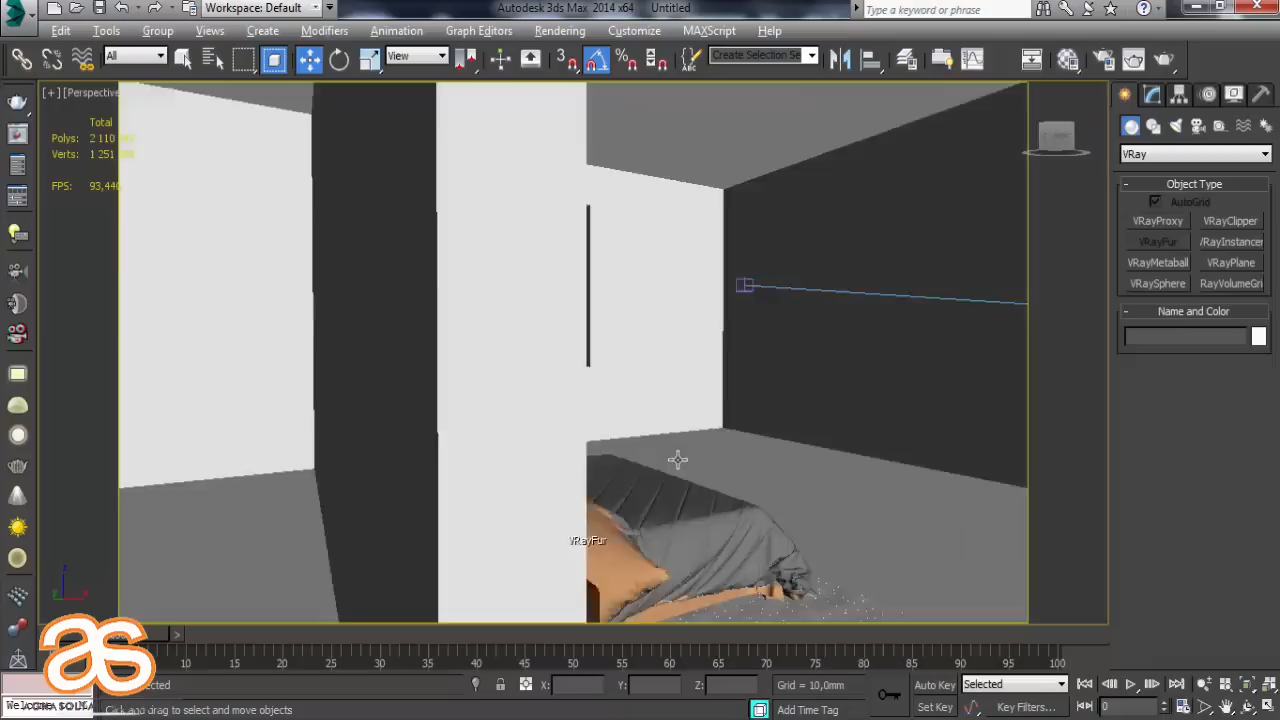 Workspace: Default
Autodesk 3ds Max 2014 x64 Untitled
Type a keyword or phrase
Edit Tools Group Views Create Modifiers Animation Graph Editors Rendering Customize MAXScript Help
All
View
3
Create Selection Se
[+] [Perspective
Total
Polys: 2 110
Verts: 1 251
FPS: 93,440
VRay
Object Type
AutoGrid
VRayProxy VRayClipper
VRayFur /RayInstancer
VRayMetaball VRayPlane
VRaySphere RayVolumeGri
Name and Color
VRayFur
as
10 15 20 25 30 35 40 45 50 55 60 65 70 75 80 85 90 95 100
X: Y: Z: Grid = 10,0mm
Auto Key Selected
Click and drag to select and move objects
Add Time Tag
Set Key Key Filters... 0